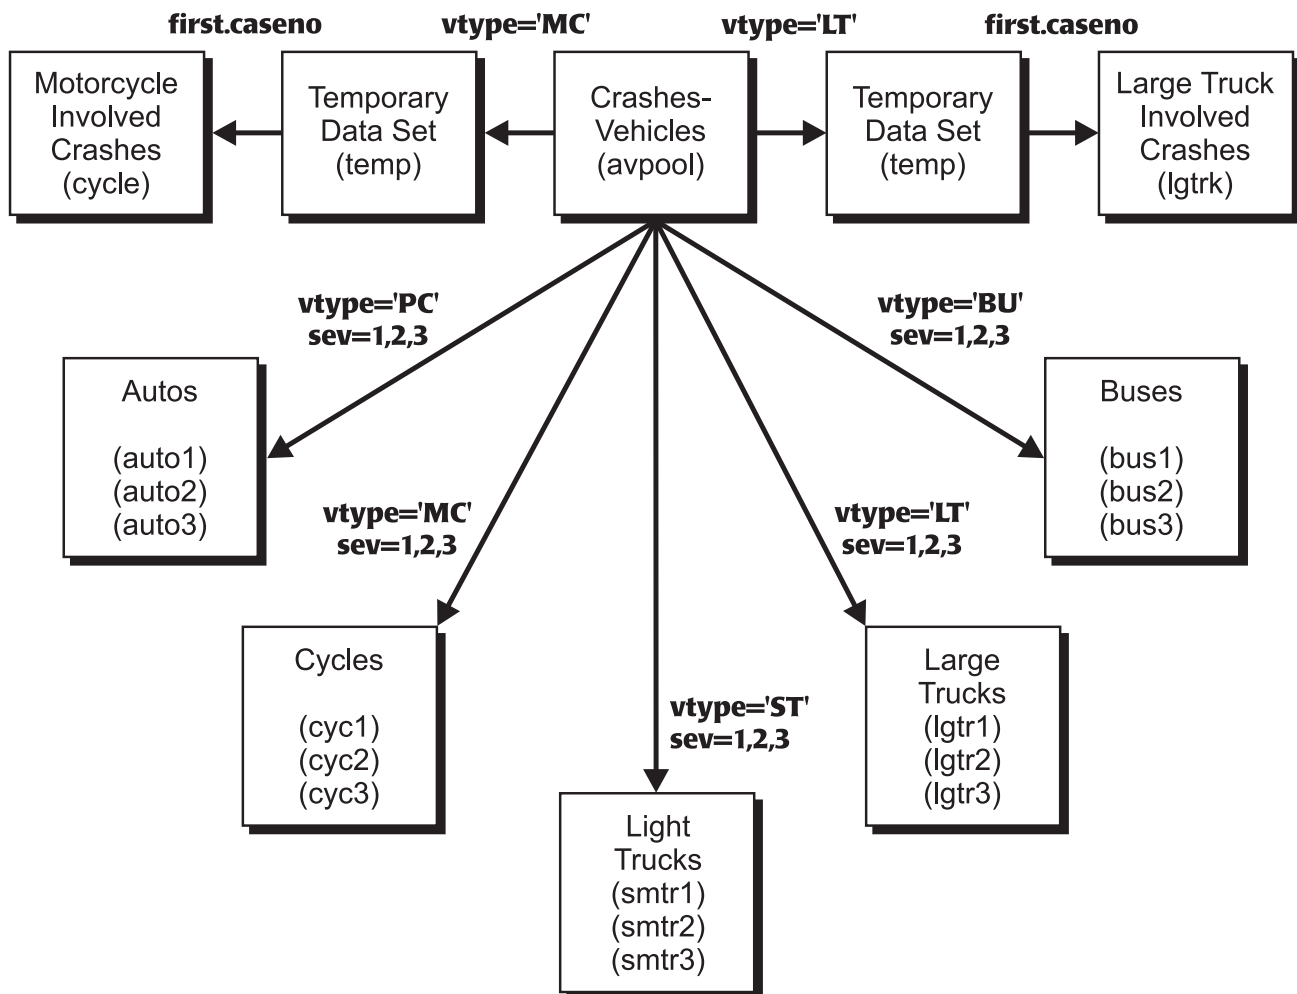 first.caseno
vtype='MC'
vtype='LT'
first.caseno
Motorcycle
Involved
Crashes
(cycle)
Temporary
Data Set
(temp)
Crashes-
Vehicles
(avpool)
Temporary
Data Set
(temp)
Large Truck
Involved
Crashes
(lgtrk)
vtype='PC'
sev=1,2,3
vtype='BU'
sev=1,2,3
Autos
(auto1)
(auto2)
(auto3)
Buses
(bus1)
(bus2)
(bus3)
vtype='MC'
sev=1,2,3
vtype='LT'
sev=1,2,3
Cycles
(cyc1)
(cyc2)
(cyc3)
vtype='ST'
sev=1,2,3
Large
Trucks
(lgtr1)
(lgtr2)
(lgtr3)
Light
Trucks
(smtr1)
(smtr2)
(smtr3)